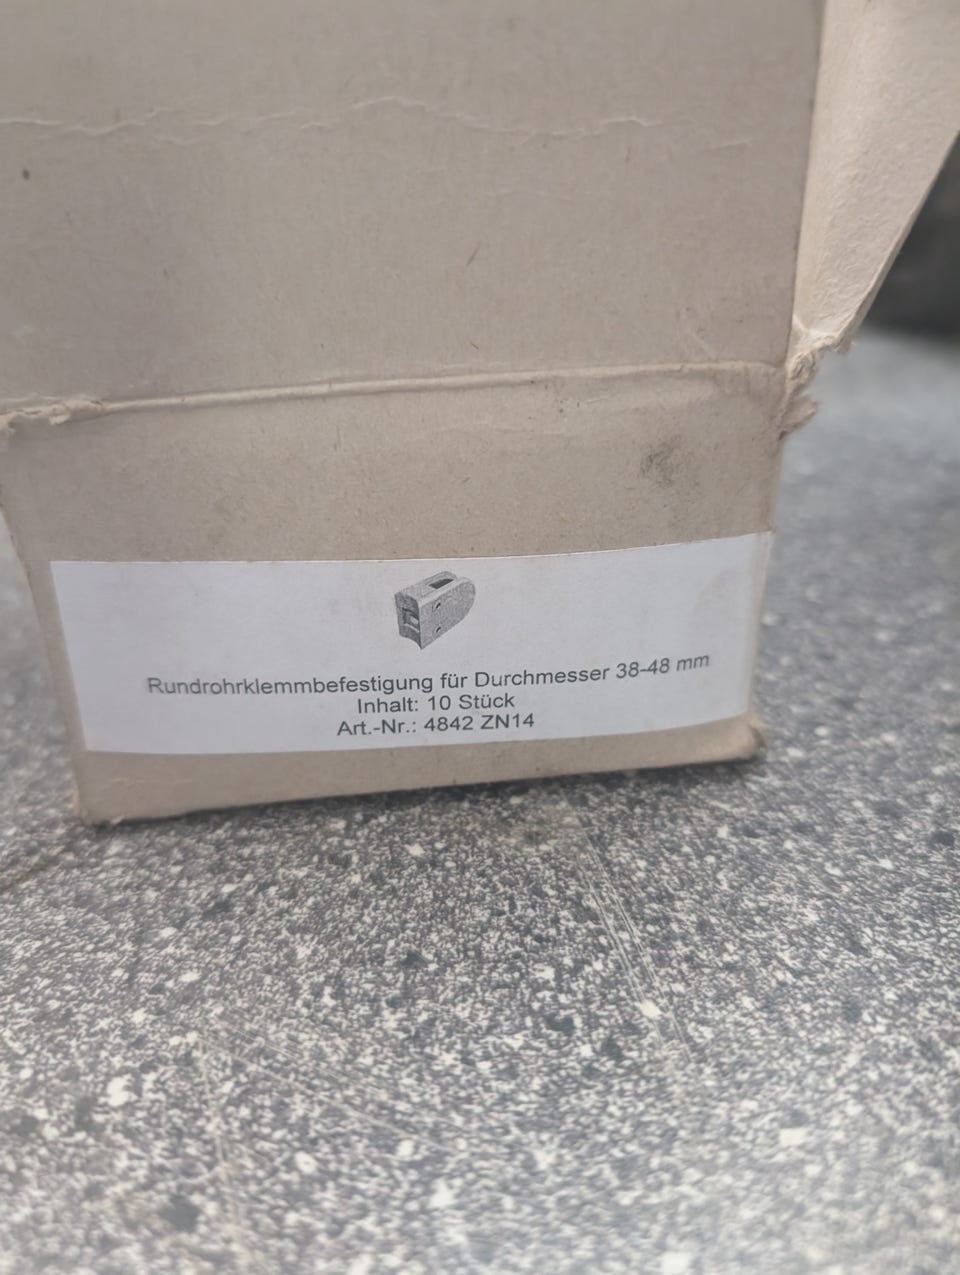 Rundrohrklemmbefestigung für Durchmesser 38-48 mm
Inhalt: 10 Stück
Art.-Nr.: 4842 ZN14